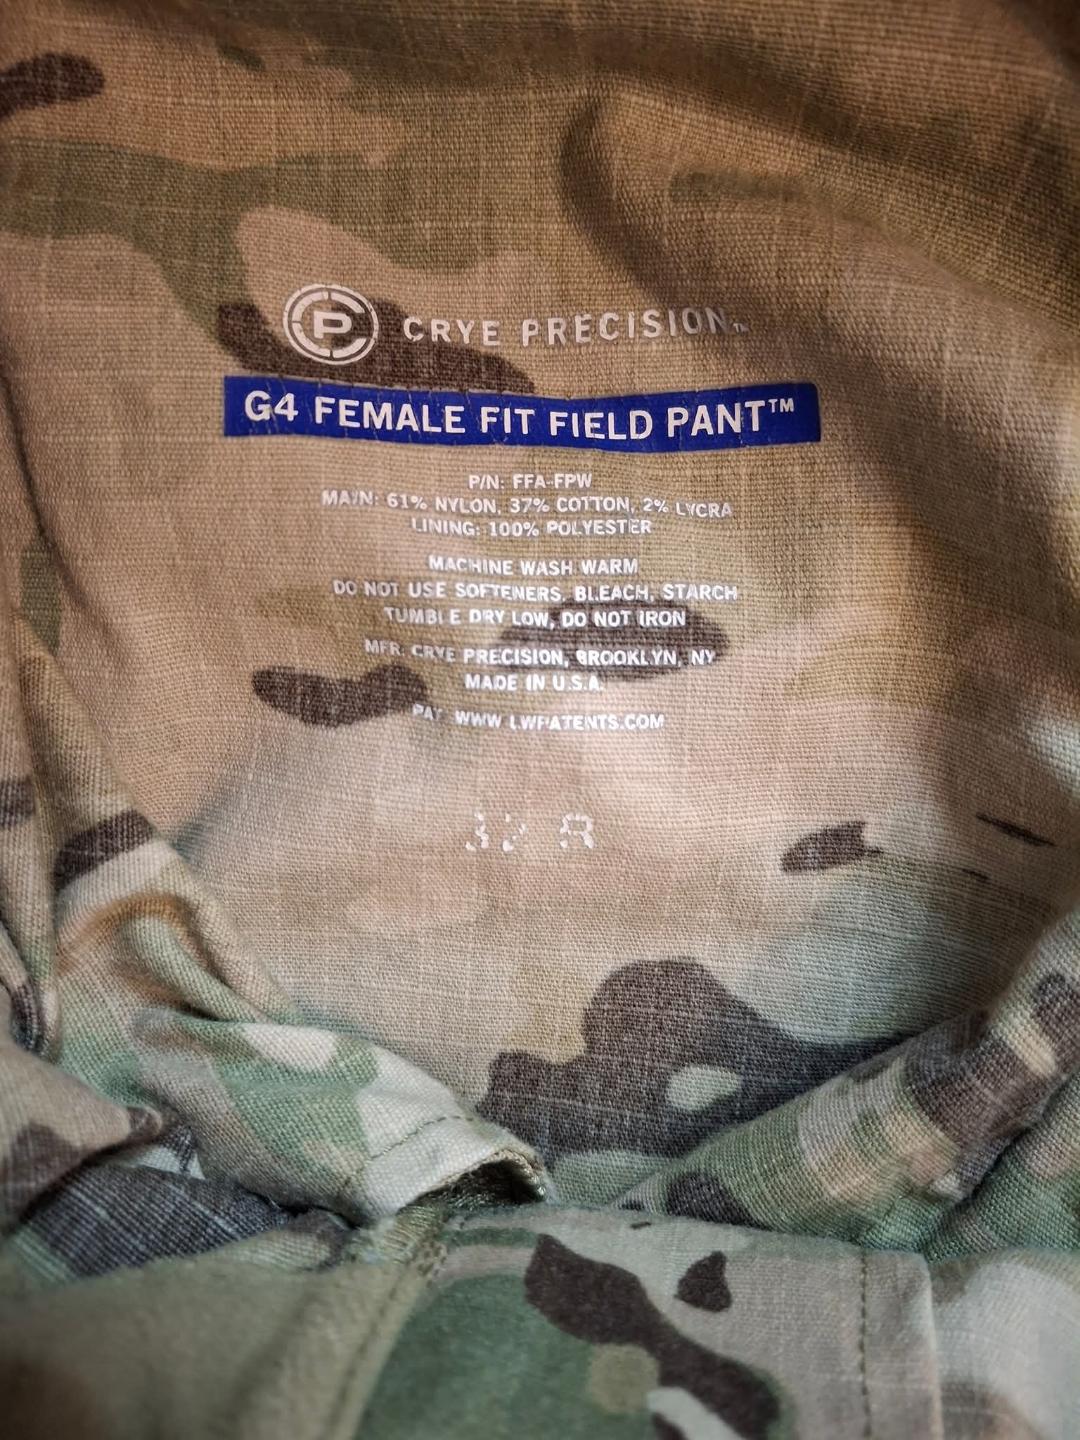 CP CRYE PRECISION
G4 FEMALE FIT FIELD PANT™
P/N: FFA-FPW
MAIN: 61% NYLON, 37% COTTON, 2% LYCRA
LINING: 100% POLYESTER
MACHINE WASH WARM
DO NOT USE SOFTENERS, BLEACH, STARCH
TUMBLE DRY LOW, DO NOT IRON
MFR: CRYE PRECISION, BROOKLYN, NY
MADE IN U.S.A.
PAT WWW.LWPATENTS.COM
32 R